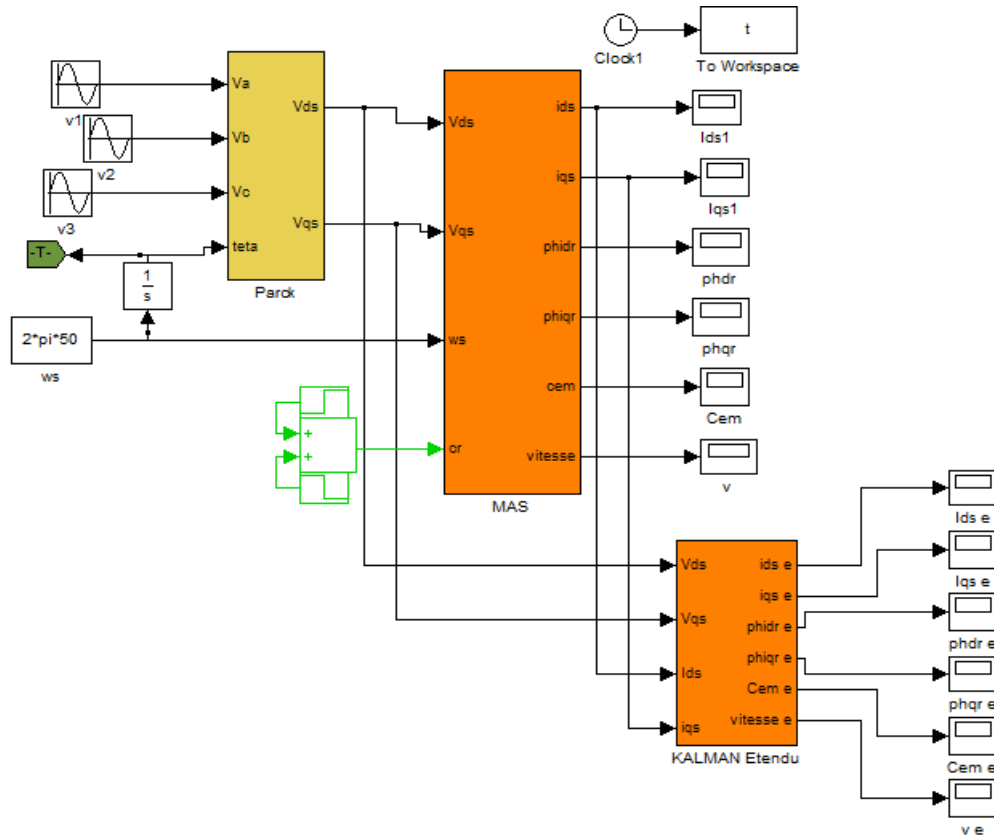 t
Clock1
To Workspace
v1
v2
v3
Va
Vb
Vc
teta
Vds
Vqs
Parck
-T-
1
s
2*pi*50
ws
+
+
Vds
Vqs
ws
cr
ids
iqs
phidr
phiqr
cem
vitesse
MAS
Ids1
Iqs1
phdr
phqr
Cem
v
Vds
Vqs
Ids
iqs
ids e
iqs e
phidr e
phiqr e
Cem e
vitesse e
KALMAN Etendu
Ids e
Iqs e
phdr e
phqr e
Cem e
v e